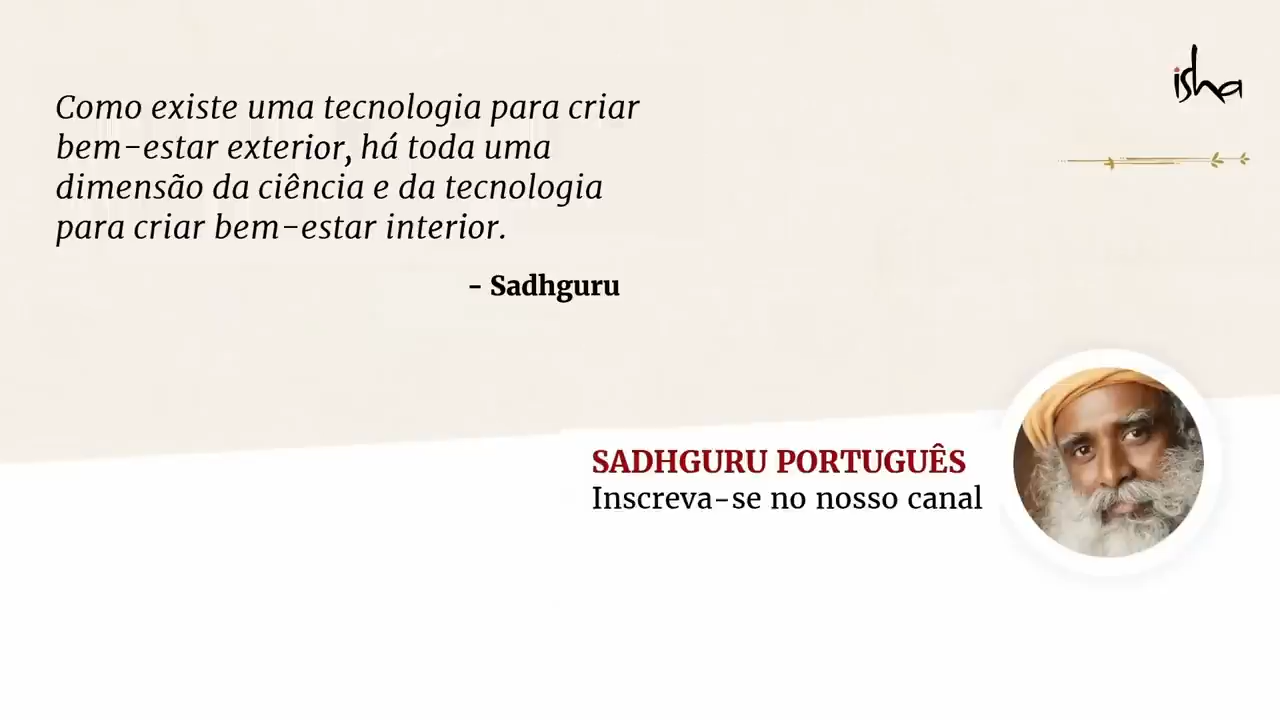 isha
Como existe uma tecnologia para criar
bem-estar exterior, há toda uma
dimensão da ciência e da tecnologia
para criar bem-estar interior.
- Sadhguru
SADHGURU PORTUGUÊS
Inscreva-se no nosso canal